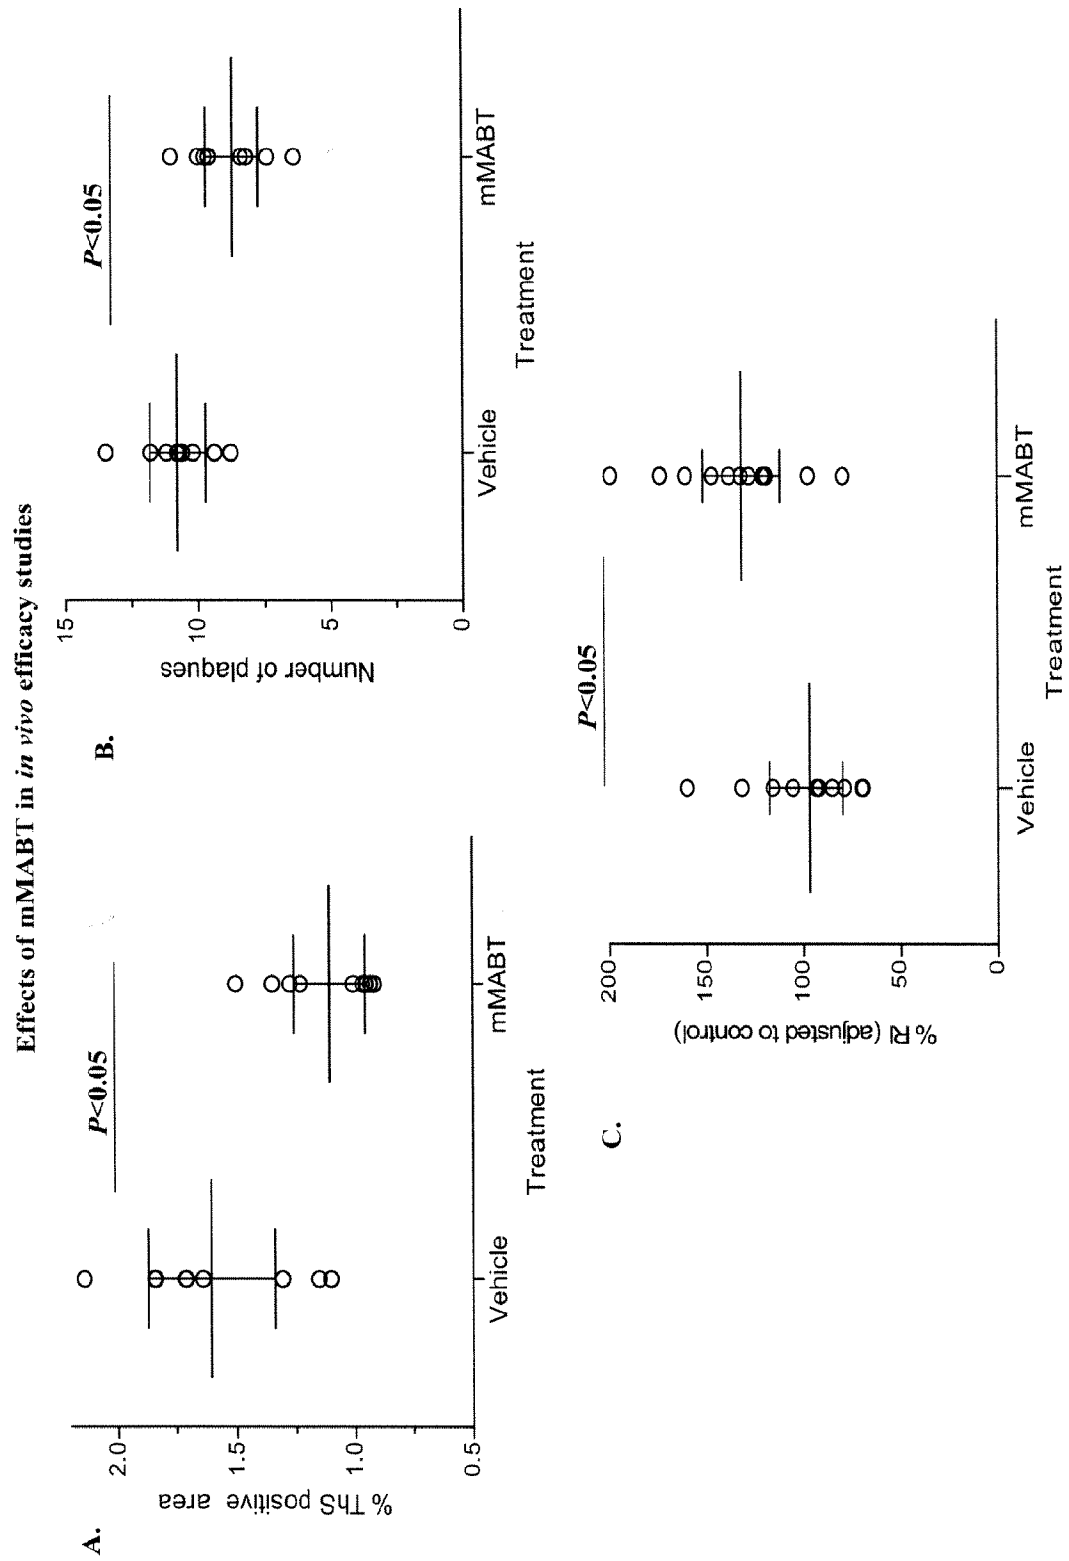 Effects of mMABT in in vivo efficacy studies
A.
% ThS positive area
2.0
1.5
1.0
0.5
P<0.05
Vehicle
mMABT
Treatment
B.
Number of plaques
15
10
5
0
P<0.05
Vehicle
mMABT
Treatment
C.
% RI (adjusted to control)
200
150
100
50
0
P<0.05
Vehicle
mMABT
Treatment